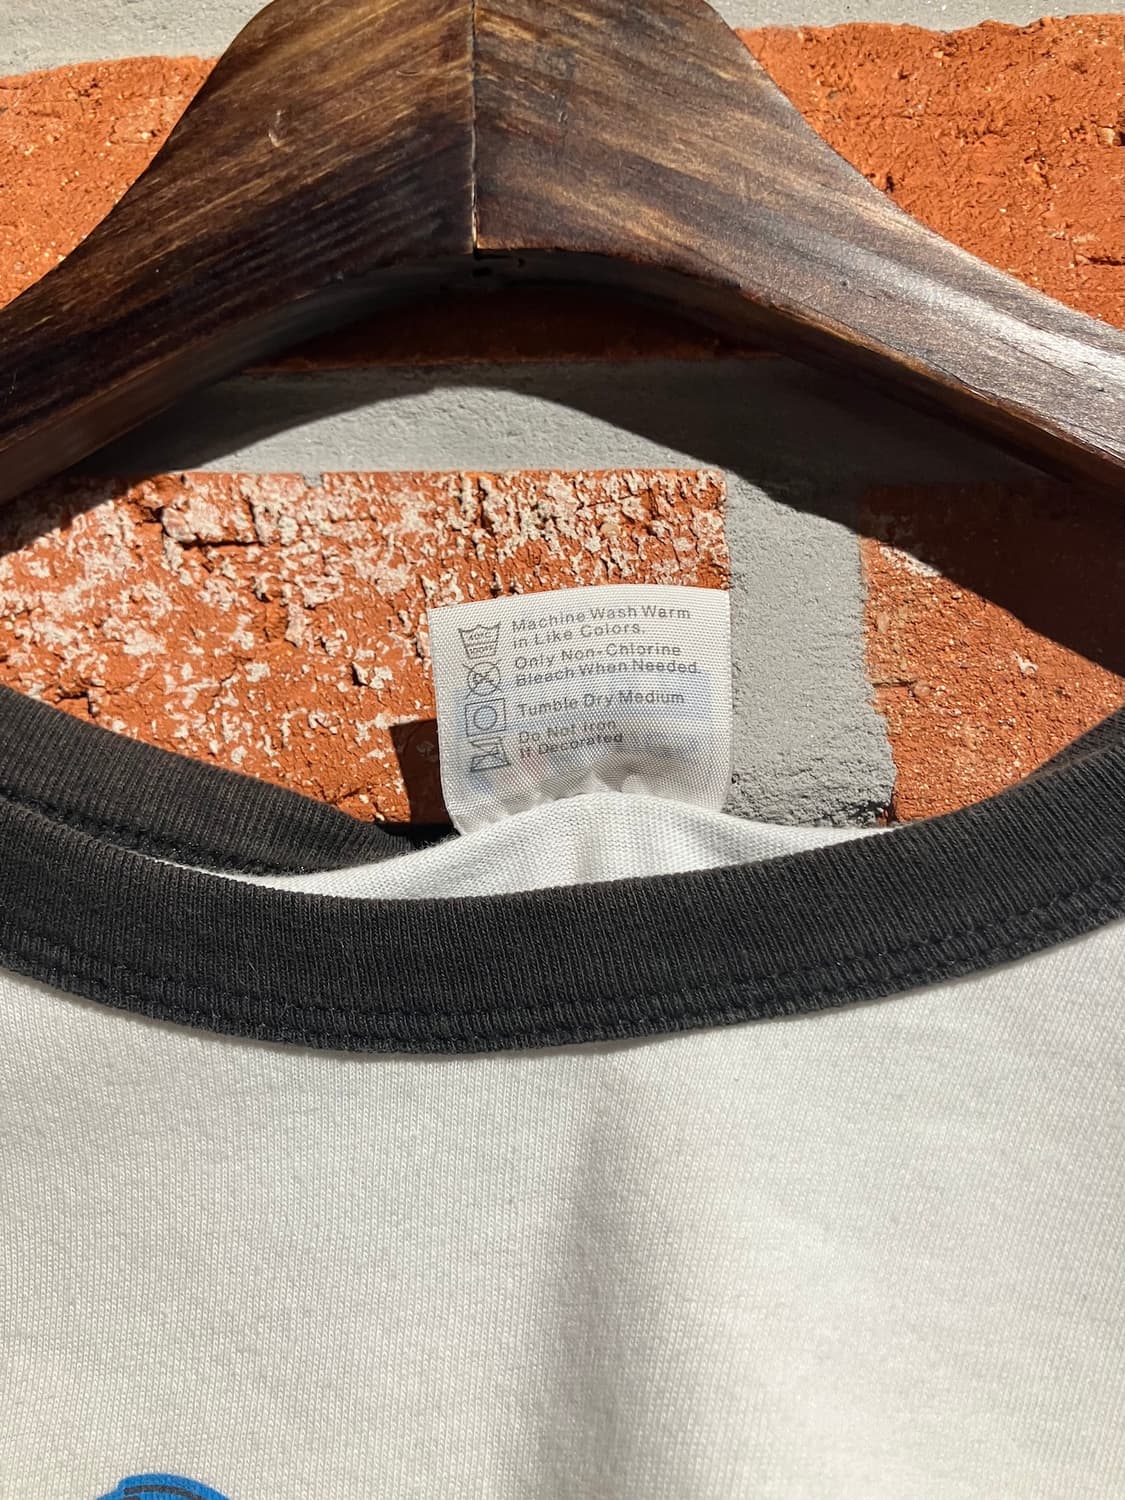 Machine Wash Warm
In Like Colors.
Only Non-Chlorine
Bleach When Needed.
Tumble Dry Medium
Do Not Iron
If Decorated